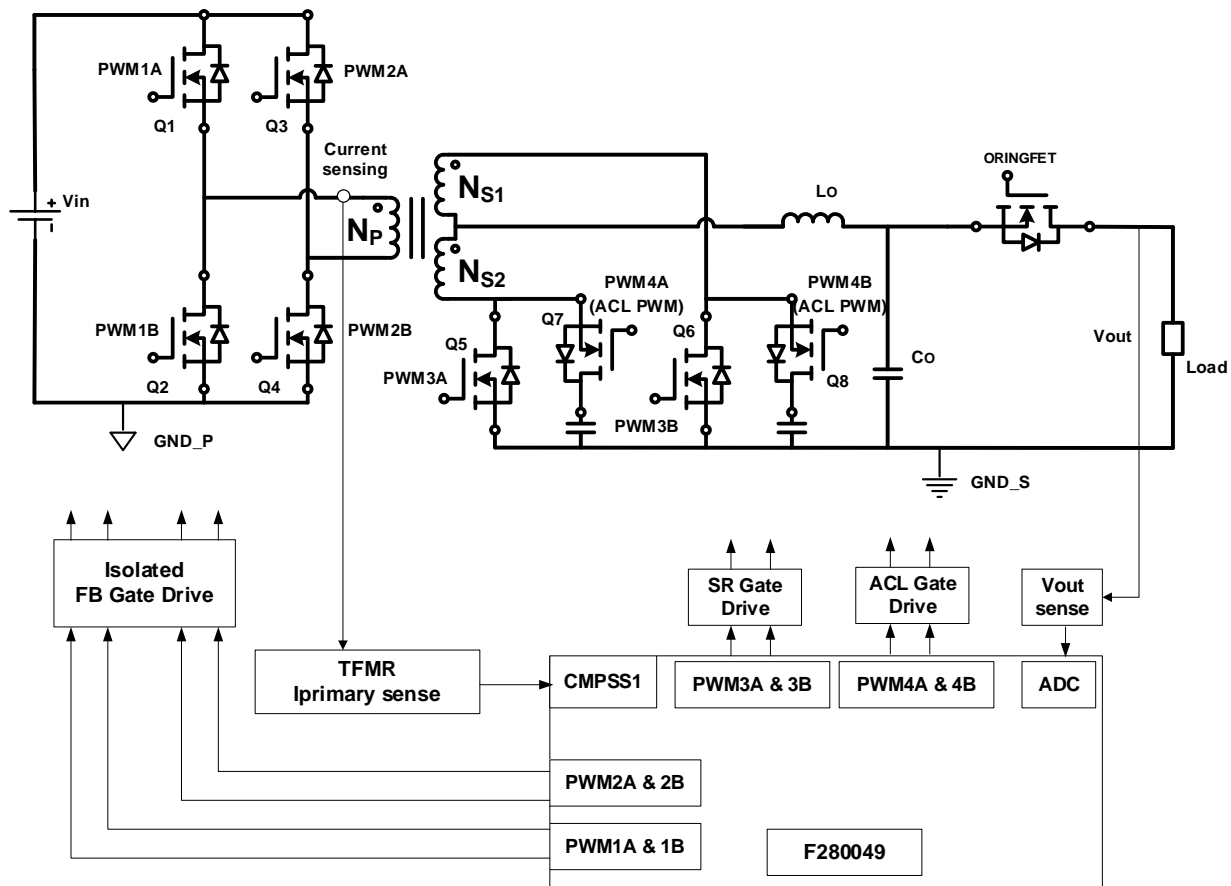 PWM1A
PWM2A
Q1
Q3
ORINGFET
Current
sensing
Vin
+
-
NP
NS1
NS2
LO
PWM4A
(ACL PWM)
PWM4B
(ACL PWM)
Q7
Q6
Q5
Q8
PWM1B
PWM2B
PWM3A
PWM3B
Q2
Q4
CO
Vout
Load
GND_P
GND_S
Isolated
FB Gate Drive
SR Gate
Drive
ACL Gate
Drive
Vout
sense
TFMR
Iprimary sense
CMPSS1
PWM3A & 3B
PWM4A & 4B
ADC
PWM2A & 2B
PWM1A & 1B
F280049